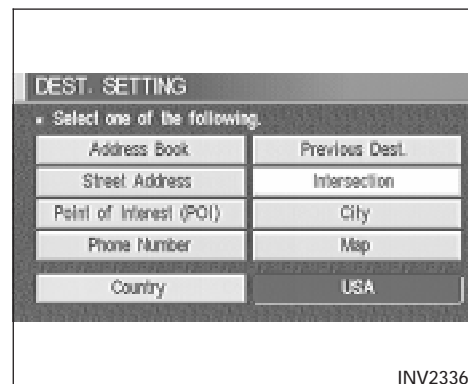 DEST. SETTING
Select one of the following.
Address Book Previous Dest.
Street Address Intersection
Point of Interest (POI) City
Phone Number Map
Country USA
INV2336